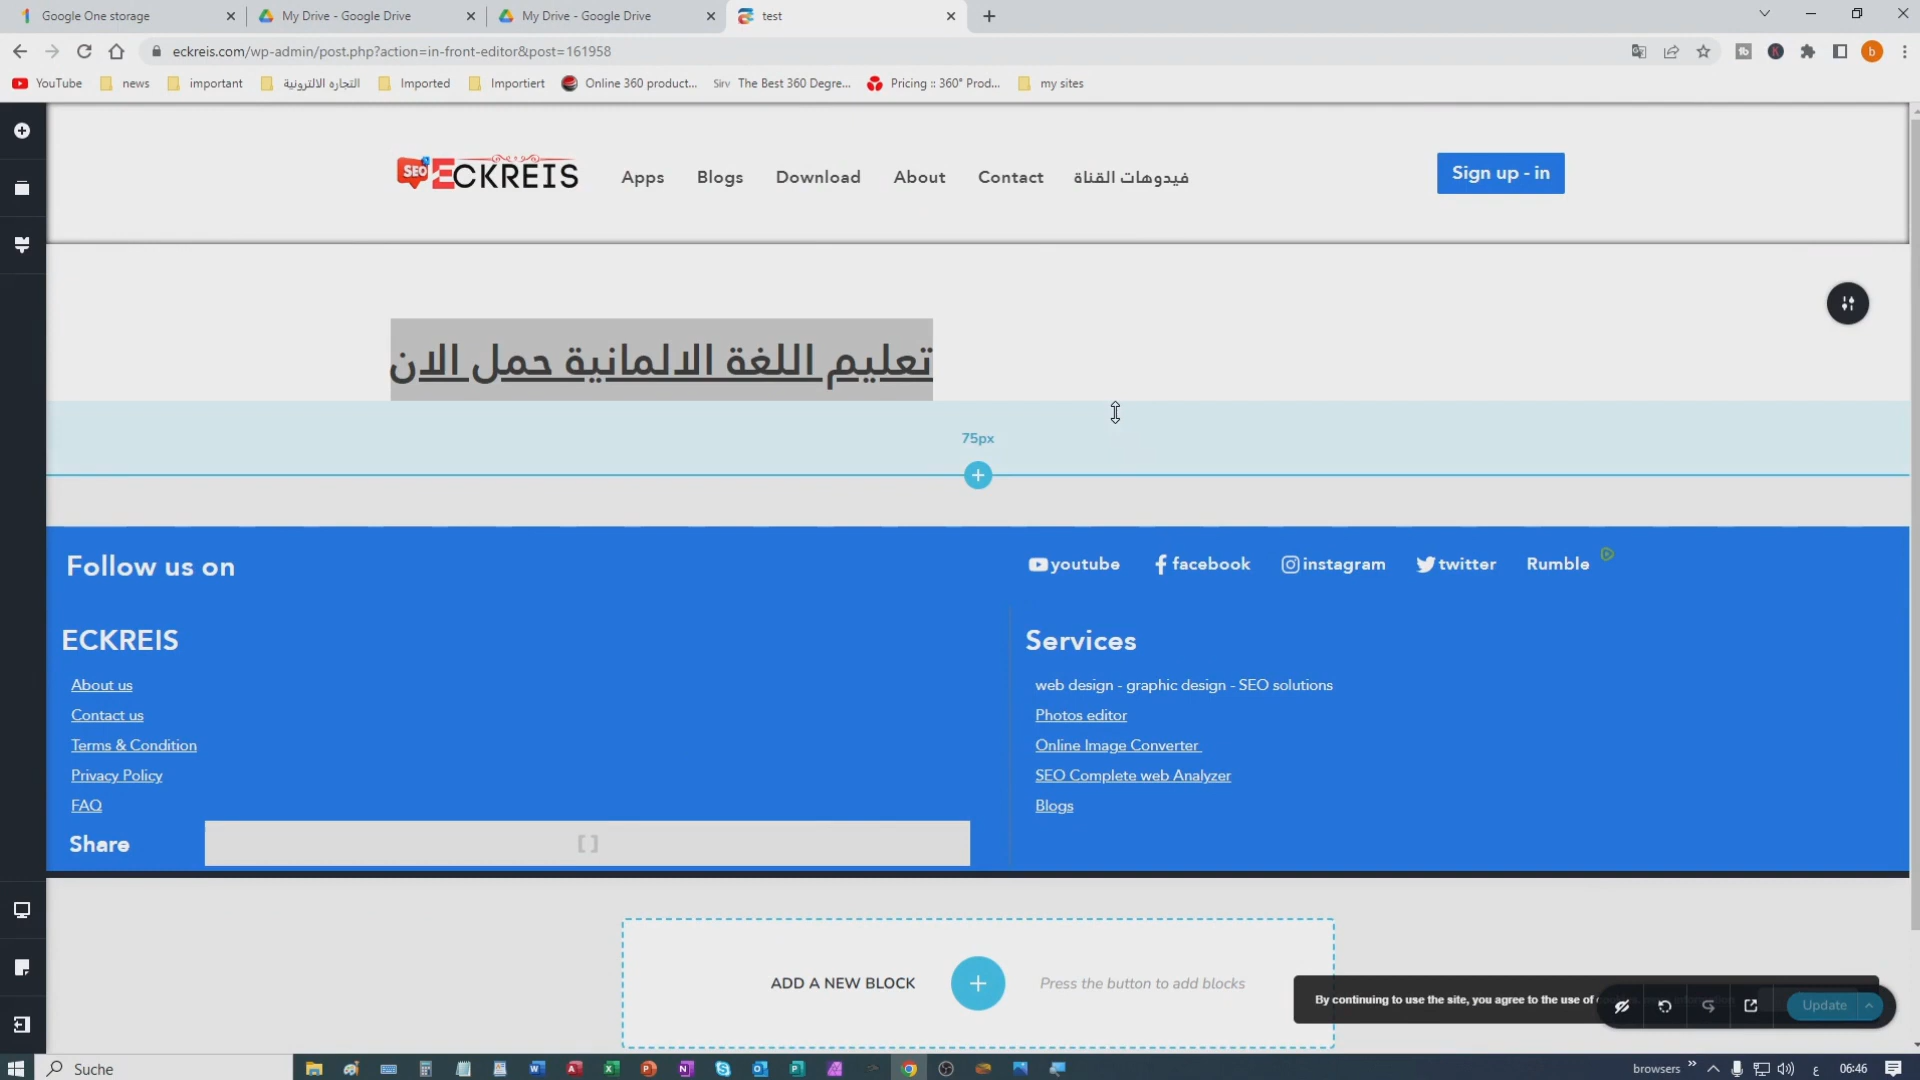 Google One storage
My Drive - Google Drive
My Drive - Google Drive
test
eckreis.com/wp-admin/post.php?action=in-front-editor&post=161958
YouTube
news
important
التجاره الالترونية
Imported
Importiert
Online 360 product...
Sirv The Best 360 Degre...
Pricing :: 360° Prod...
my sites
SEO ECKREIS
Apps
Blogs
Download
About
Contact
فيدوهات القناة
Sign up - in
تعليم اللغة الالمانية حمل الان
75px
Follow us on
youtube
facebook
instagram
twitter
Rumble
ECKREIS
About us
Contact us
Terms & Condition
Privacy Policy
FAQ
Share
[ ]
Services
web design - graphic design - SEO solutions
Photos editor
Online Image Converter
SEO Complete web Analyzer
Blogs
ADD A NEW BLOCK
Press the button to add blocks
By continuing to use the site, you agree to the use of
Update
Suche
browsers
ع
06:46